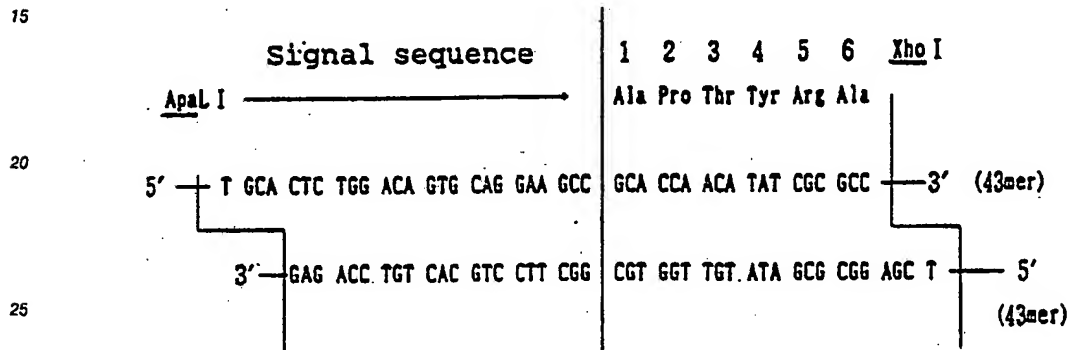 15
Signal sequence 1 2 3 4 5 6 Xho I
ApaL I Ala Pro Thr Tyr Arg Ala
20
5' T GCA CTC TGG ACA GTG CAG GAA GCC GCA CCA ACA TAT CGC GCC 3' (43mer)
3' GAG ACC TGT CAC GTC CTT CGG CGT GGT TGT ATA GCG CGG AGC T 5'
25
(43mer)